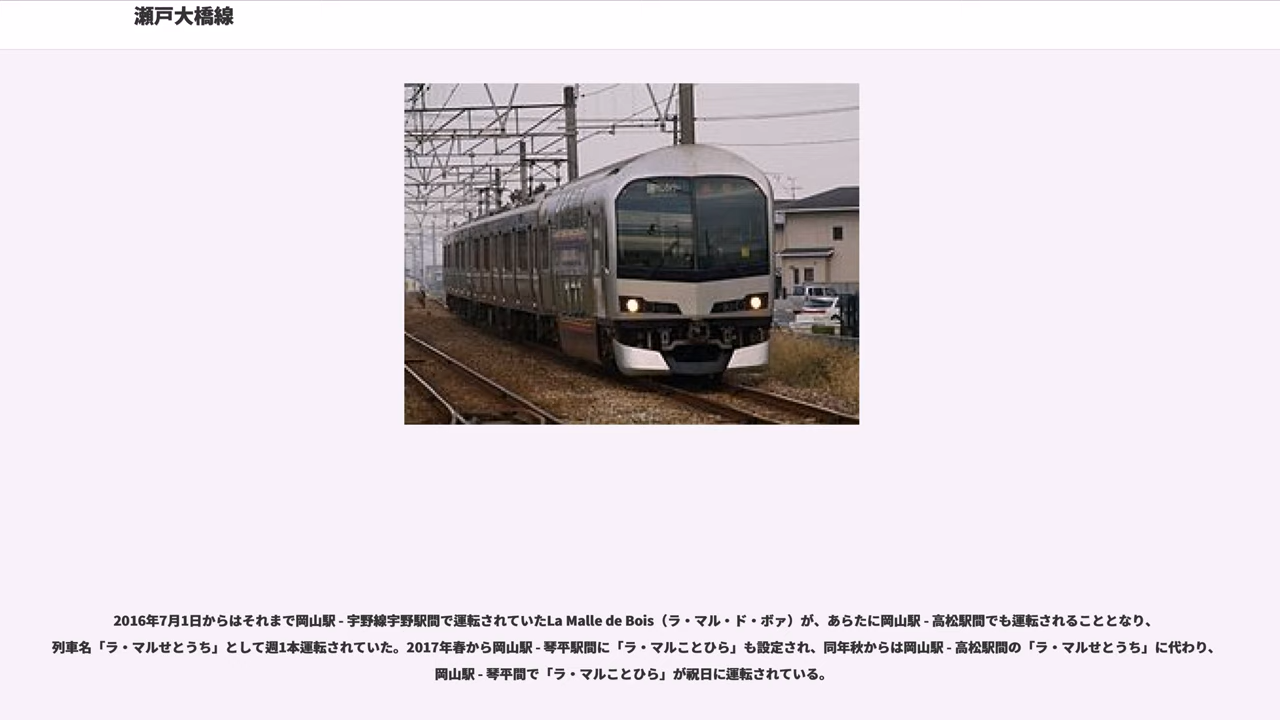 瀬戸大橋線
2016年7月1日からはそれまで岡山駅 - 宇野線宇野駅間で運転されていたLa Malle de Bois（ラ・マル・ド・ボァ）が、あらたに岡山駅 - 高松駅間でも運転されることとなり、
列車名「ラ・マルせとうち」として週1本運転されていた。2017年春から岡山駅 - 琴平駅間に「ラ・マルことひら」も設定され、同年秋からは岡山駅 - 高松駅間の「ラ・マルせとうち」に代わり、
岡山駅 - 琴平間で「ラ・マルことひら」が祝日に運転されている。